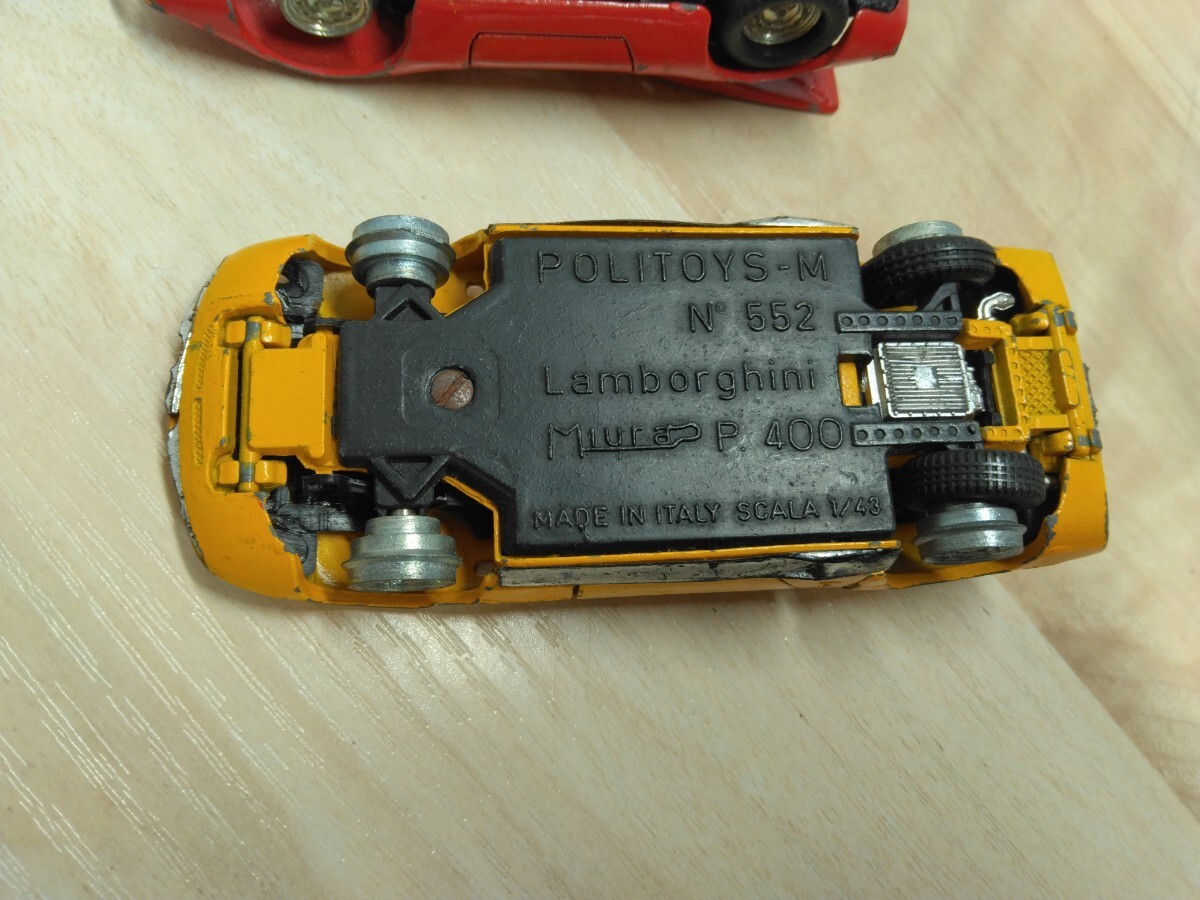 POLITOYS-M
N° 552
Lamborghini
Miura P. 400
MADE IN ITALY SCALA 1/43